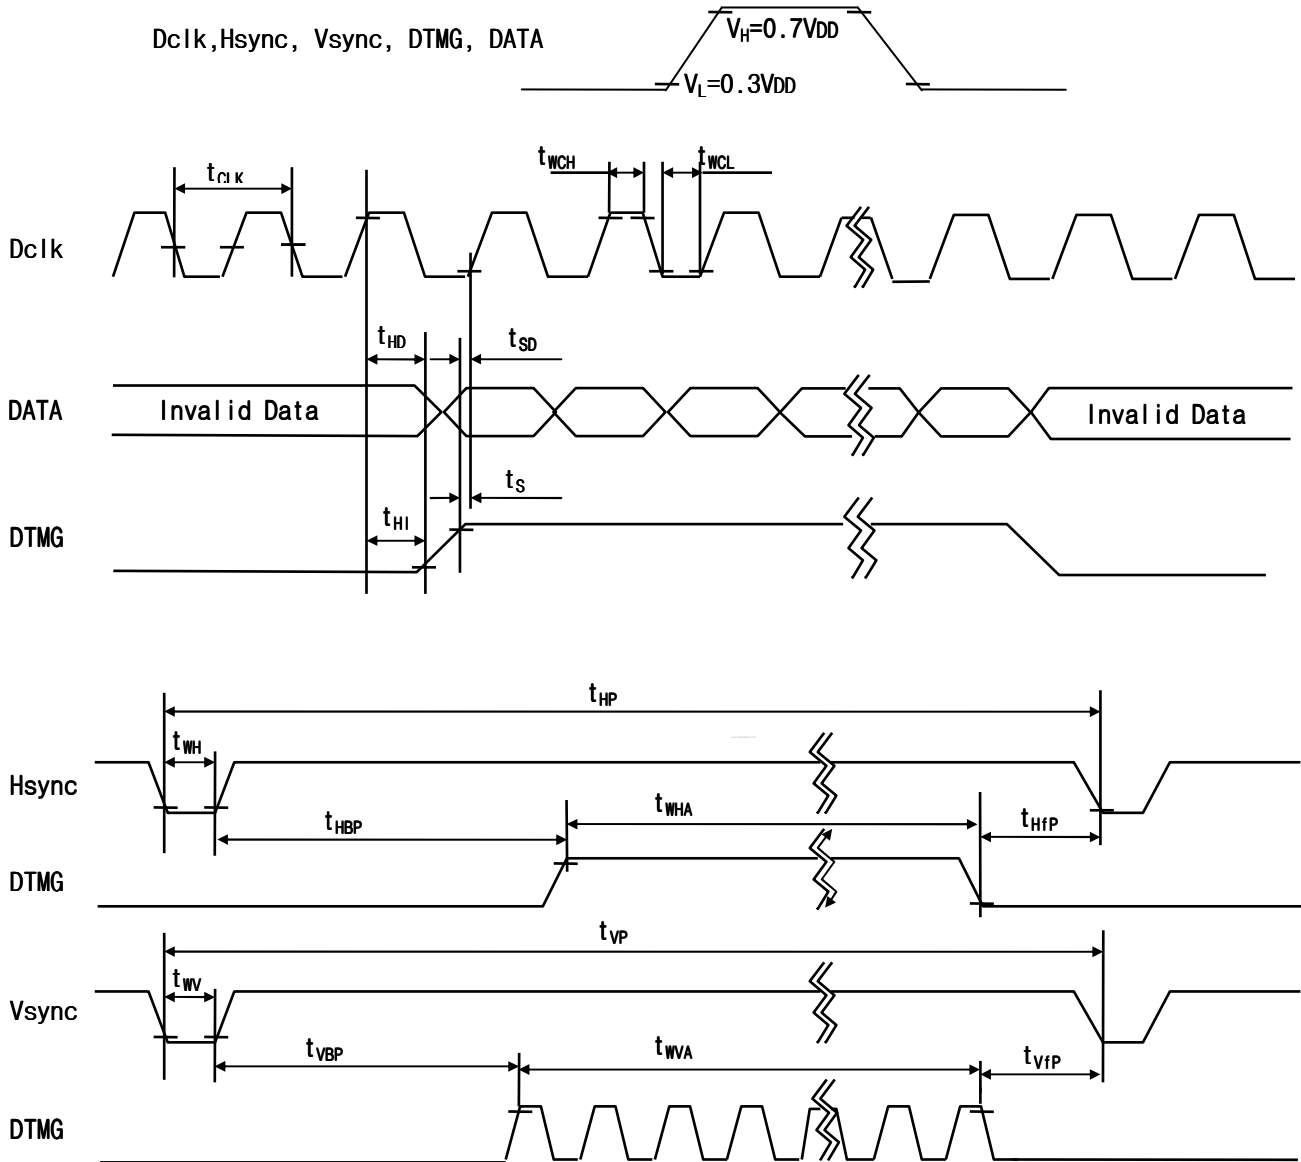 Dclk,Hsync, Vsync, DTMG, DATA
VH=0.7VDD
VL=0.3VDD
tCLK
tWCH
tWCL
Dclk
tHD
tSD
DATA
Invalid Data
Invalid Data
tS
tHI
DTMG
tHP
tWH
Hsync
tHBP
tWHA
tHfP
DTMG
tVP
tWV
Vsync
tVBP
tWVA
tVfP
DTMG